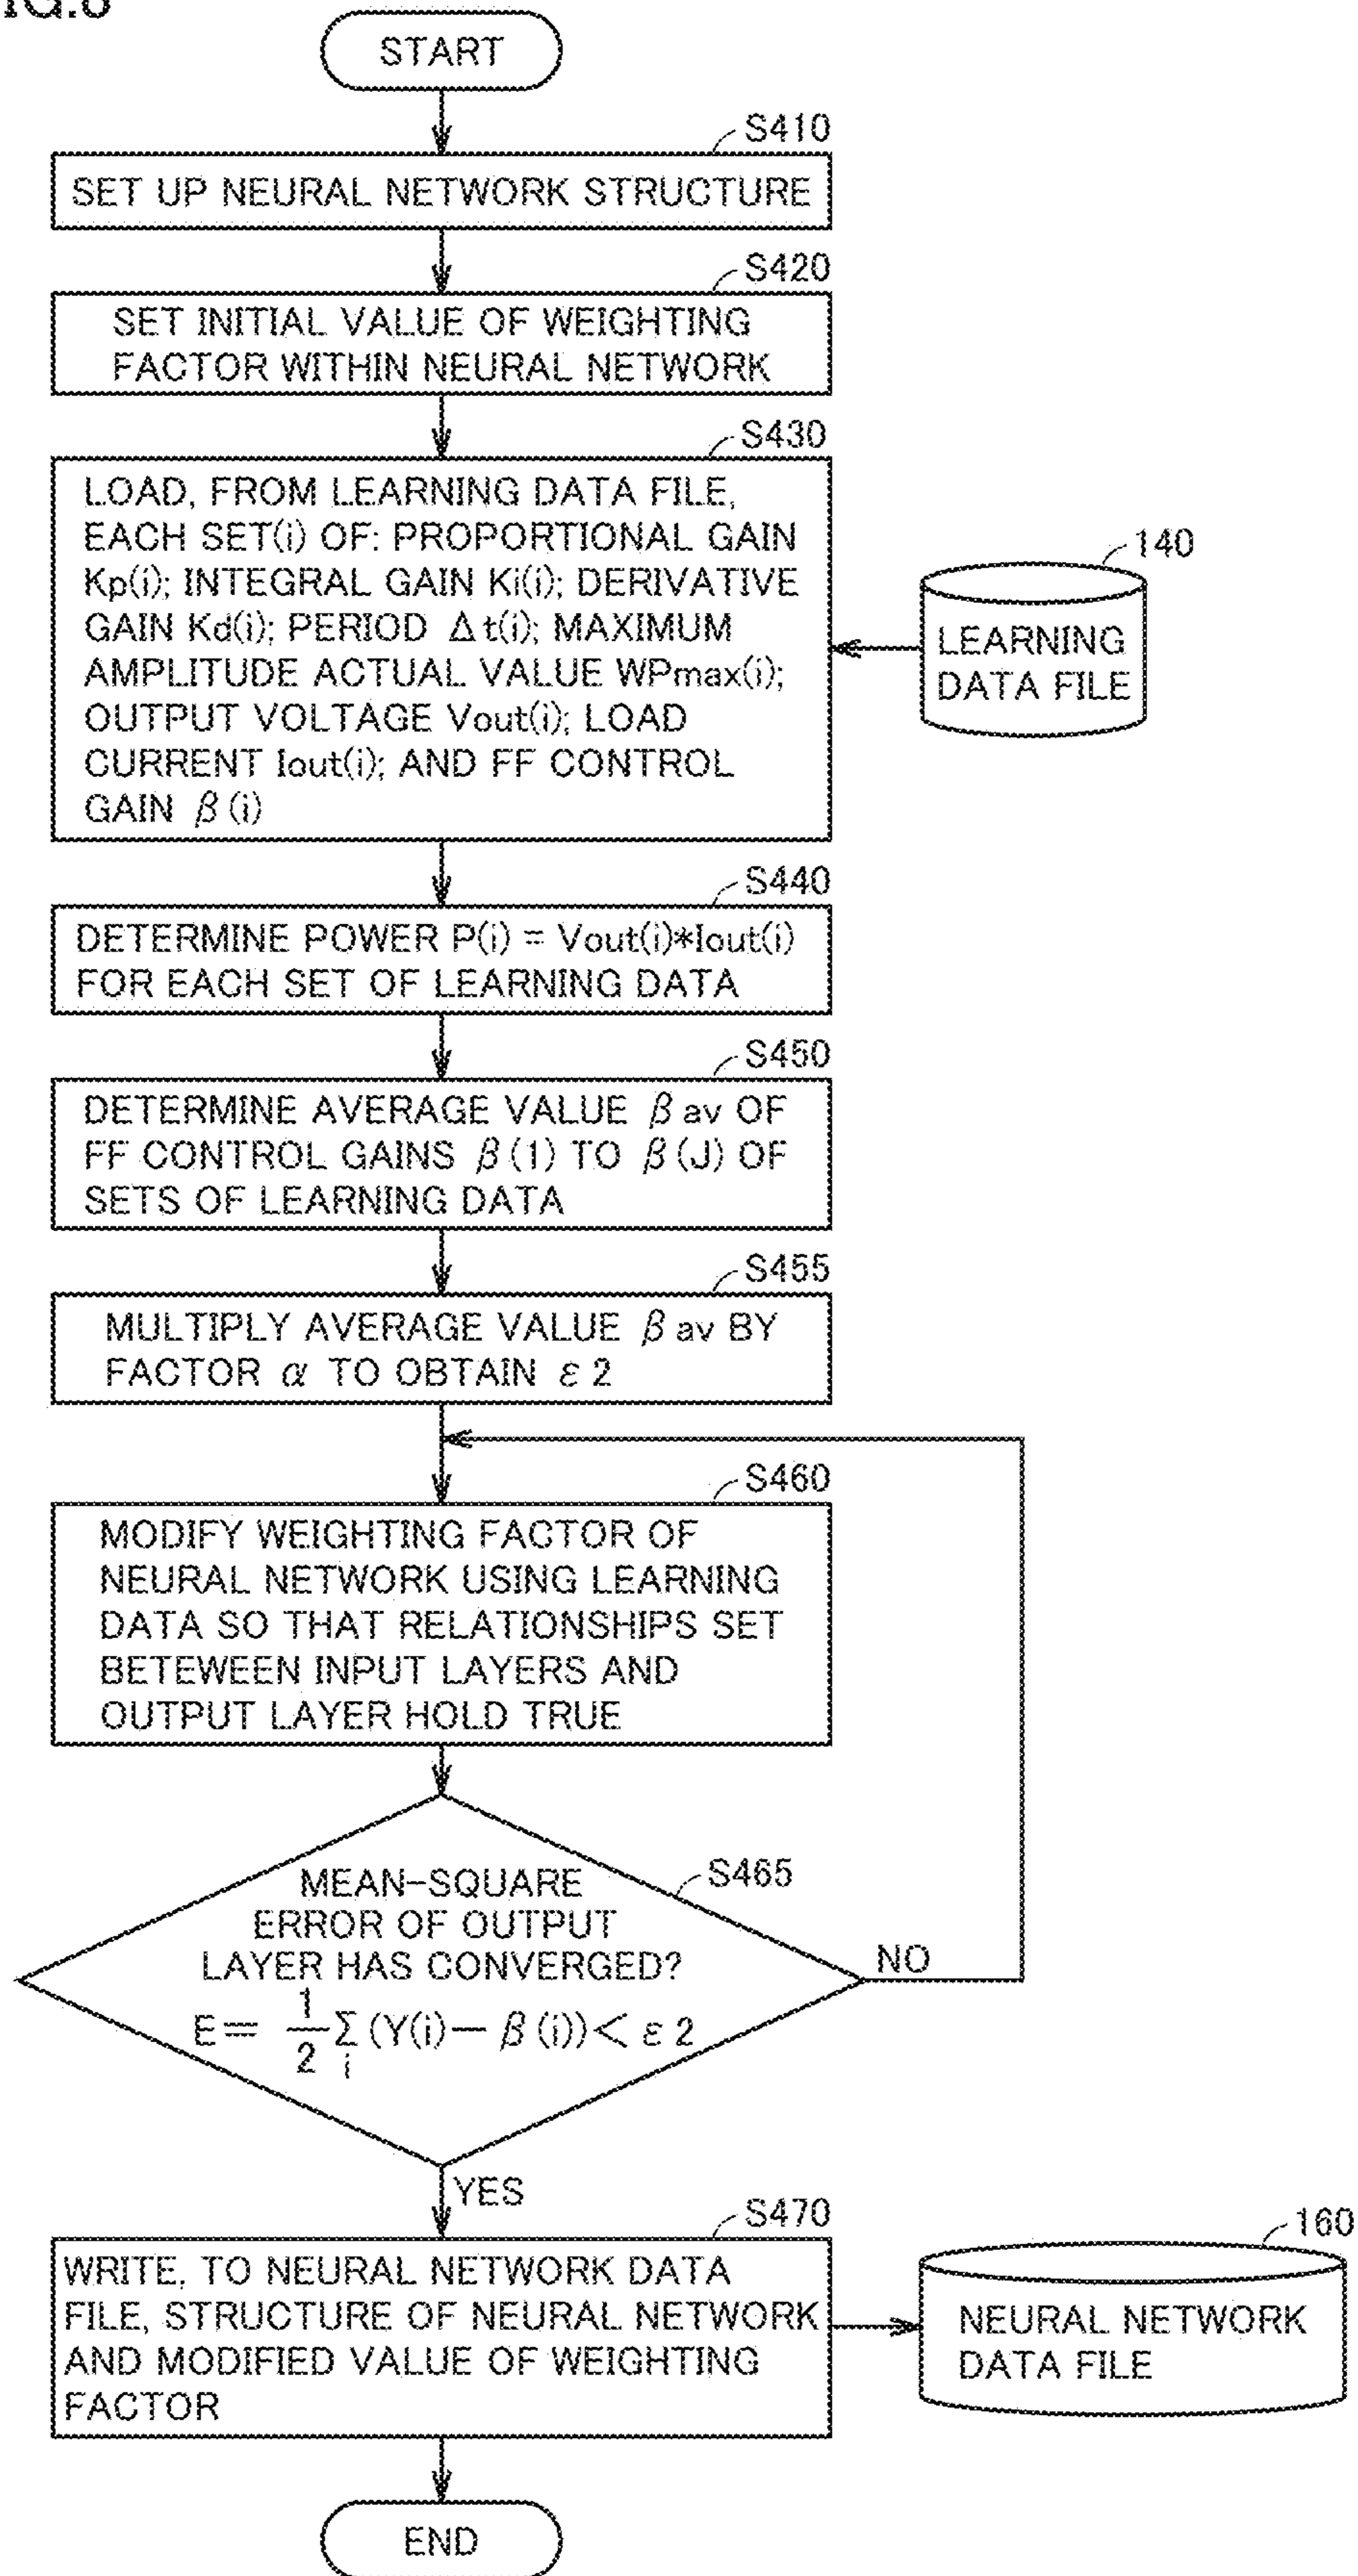 START
S410
SET UP NEURAL NETWORK STRUCTURE
S420
SET INITIAL VALUE OF WEIGHTING
FACTOR WITHIN NEURAL NETWORK
S430
LOAD, FROM LEARNING DATA FILE,
EACH SET(i) OF: PROPORTIONAL GAIN
Kp(i); INTEGRAL GAIN Ki(i); DERIVATIVE
GAIN Kd(i); PERIOD Δt(i); MAXIMUM
AMPLITUDE ACTUAL VALUE WPmax(i);
OUTPUT VOLTAGE Vout(i); LOAD
CURRENT Iout(i); AND FF CONTROL
GAIN β(i)
140
LEARNING
DATA FILE
S440
DETERMINE POWER P(i) = Vout(i)*Iout(i)
FOR EACH SET OF LEARNING DATA
S450
DETERMINE AVERAGE VALUE βav OF
FF CONTROL GAINS β(1) TO β(J) OF
SETS OF LEARNING DATA
S455
MULTIPLY AVERAGE VALUE βav BY
FACTOR α TO OBTAIN ε2
S460
MODIFY WEIGHTING FACTOR OF
NEURAL NETWORK USING LEARNING
DATA SO THAT RELATIONSHIPS SET
BETEWEEN INPUT LAYERS AND
OUTPUT LAYER HOLD TRUE
S465
MEAN-SQUARE
ERROR OF OUTPUT
LAYER HAS CONVERGED?
E= 1/2 Σi (Y(i)-β(i))<ε2
NO
YES
S470
WRITE, TO NEURAL NETWORK DATA
FILE, STRUCTURE OF NEURAL NETWORK
AND MODIFIED VALUE OF WEIGHTING
FACTOR
160
NEURAL NETWORK
DATA FILE
END